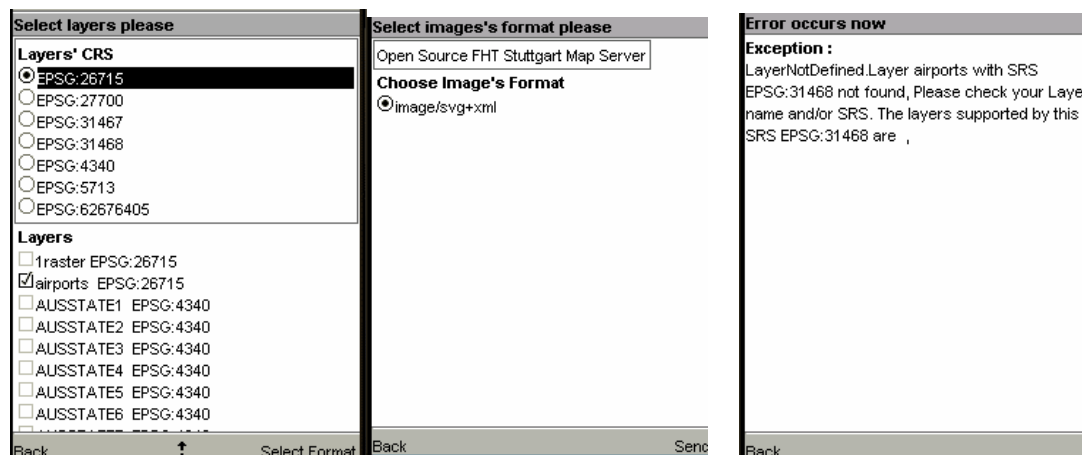 Select layers please
Layers' CRS
EPSG:26715
EPSG:27700
EPSG:31467
EPSG:31468
EPSG:4340
EPSG:5713
EPSG:62676405
Layers
1raster EPSG:26715
airports EPSG:26715
AUSSTATE1 EPSG:4340
AUSSTATE2 EPSG:4340
AUSSTATE3 EPSG:4340
AUSSTATE4 EPSG:4340
AUSSTATE5 EPSG:4340
AUSSTATE6 EPSG:4340
Back
Select Format
Select images's format please
Open Source FHT Stuttgart Map Server
Choose Image's Format
image/svg+xml
Back
Send
Error occurs now
Exception :
LayerNotDefined.Layer airports with SRS
EPSG:31468 not found, Please check your Laye
name and/or SRS. The layers supported by this
SRS EPSG:31468 are ,
Back